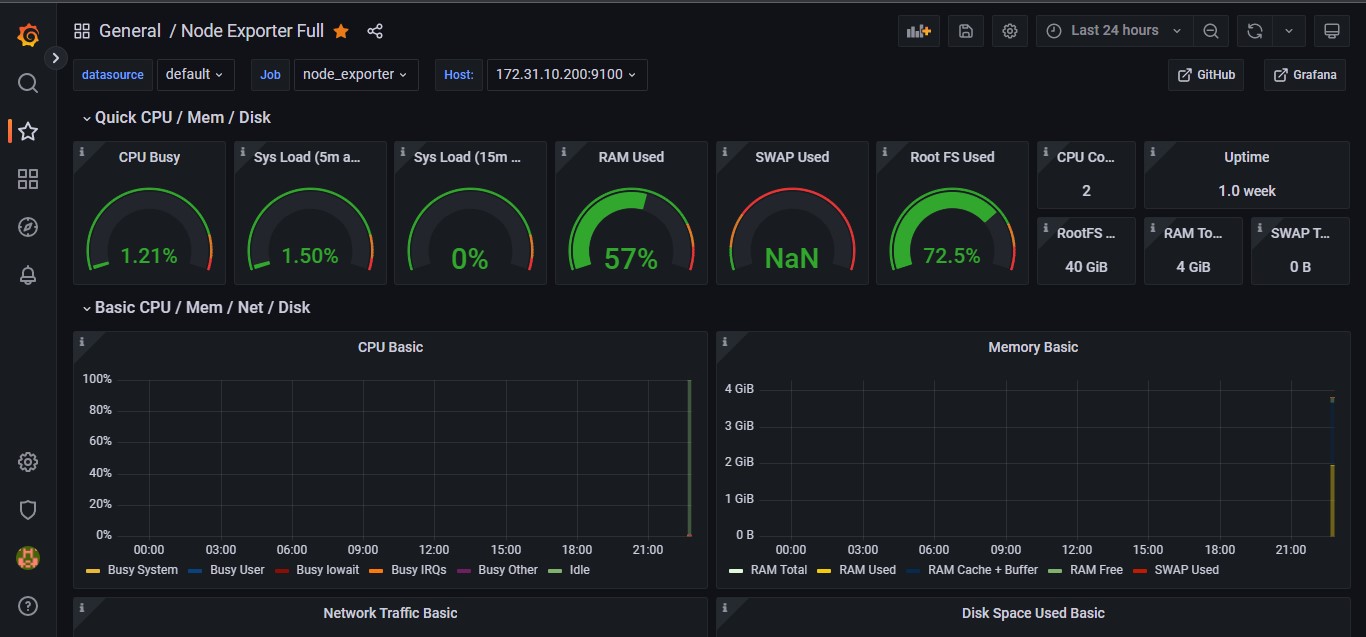 General / Node Exporter Full
Last 24 hours
datasource default Job node_exporter Host: 172.31.10.200:9100 GitHub Grafana
Quick CPU / Mem / Disk
CPU Busy
1.21%
Sys Load (5m a...
1.50%
Sys Load (15m ...
0%
RAM Used
57%
SWAP Used
NaN
Root FS Used
72.5%
CPU Co...
2
Uptime
1.0 week
RootFS ...
40 GiB
RAM To...
4 GiB
SWAP T...
0 B
Basic CPU / Mem / Net / Disk
CPU Basic
100%
80%
60%
40%
20%
0%
00:00 03:00 06:00 09:00 12:00 15:00 18:00 21:00
Busy System Busy User Busy Iowait Busy IRQs Busy Other Idle
Memory Basic
4 GiB
3 GiB
2 GiB
1 GiB
0 B
00:00 03:00 06:00 09:00 12:00 15:00 18:00 21:00
RAM Total RAM Used RAM Cache + Buffer RAM Free SWAP Used
Network Traffic Basic
Disk Space Used Basic